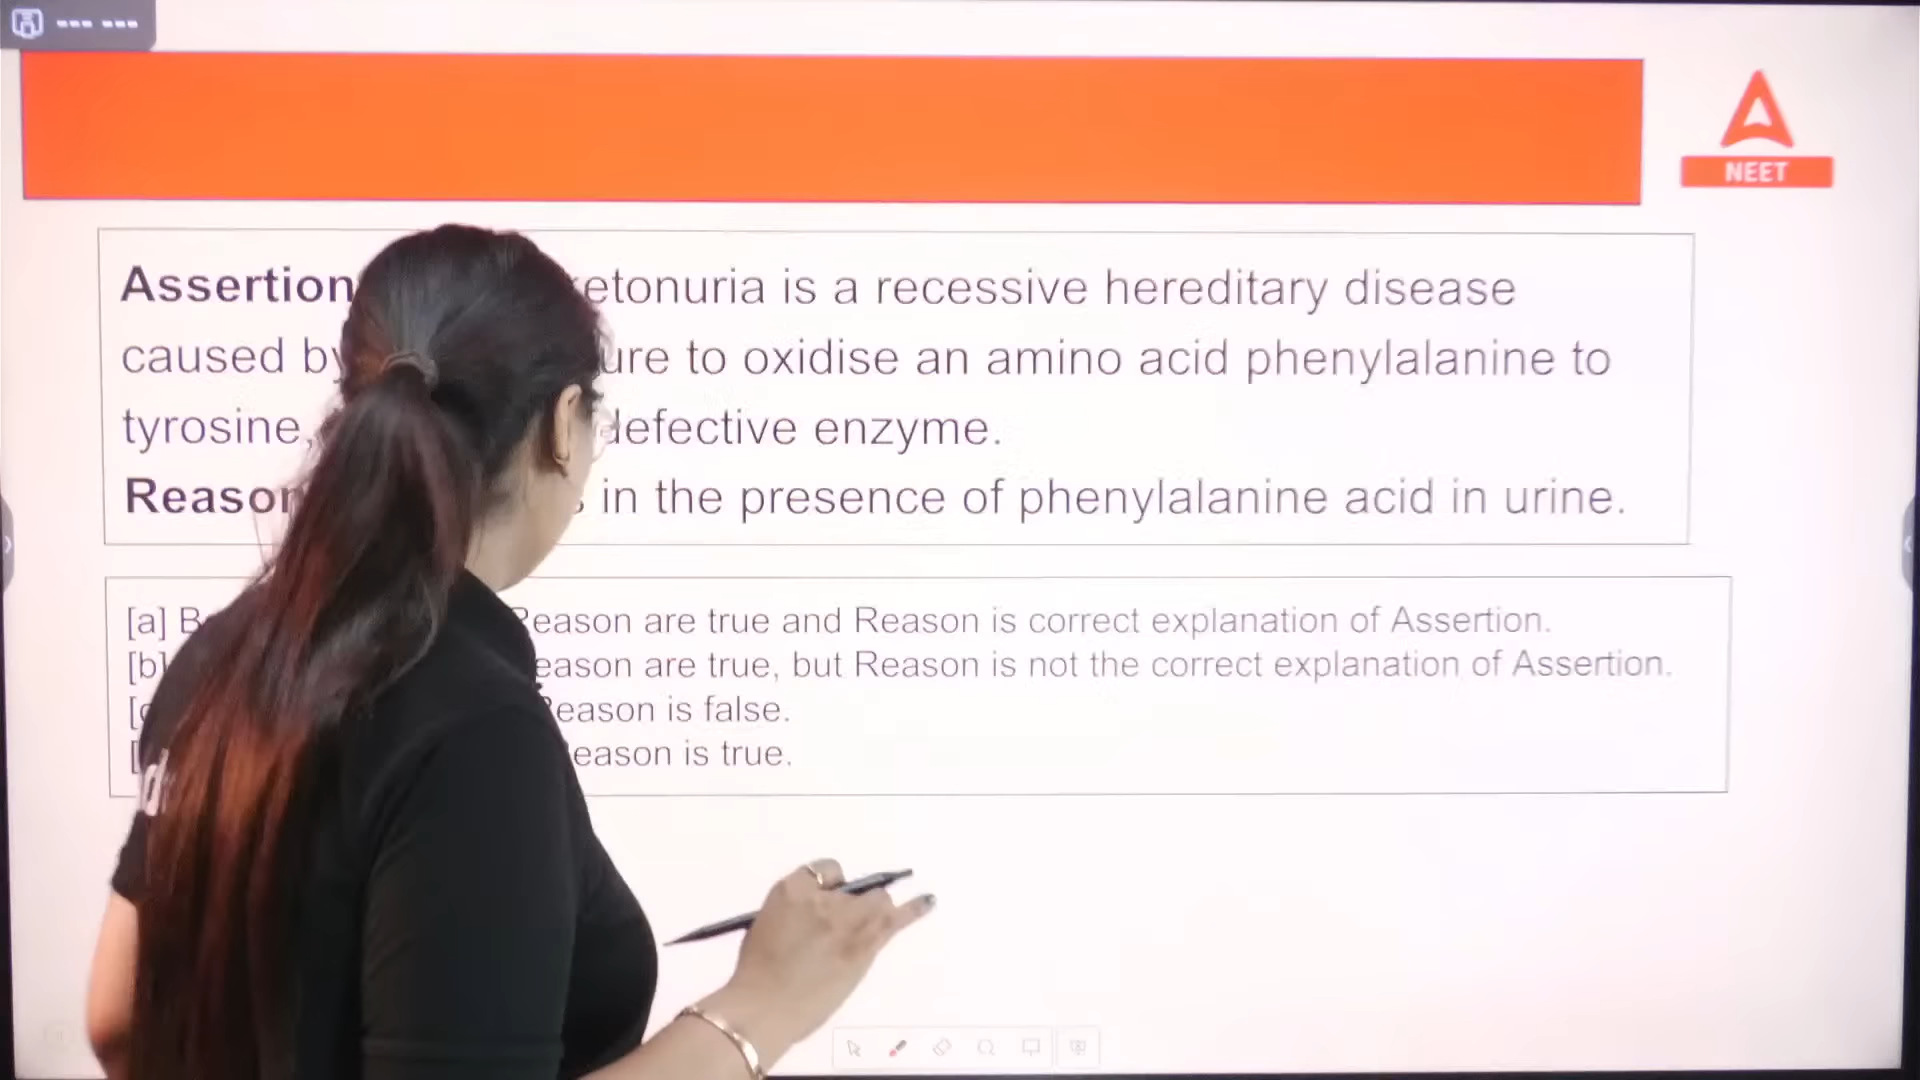 NEET
Assertion etonuria is a recessive hereditary disease
caused by ure to oxidise an amino acid phenylalanine to
tyrosine, defective enzyme.
Reason in the presence of phenylalanine acid in urine.
[a] B Reason are true and Reason is correct explanation of Assertion.
[b] eason are true, but Reason is not the correct explanation of Assertion.
Reason is false.
eason is true.